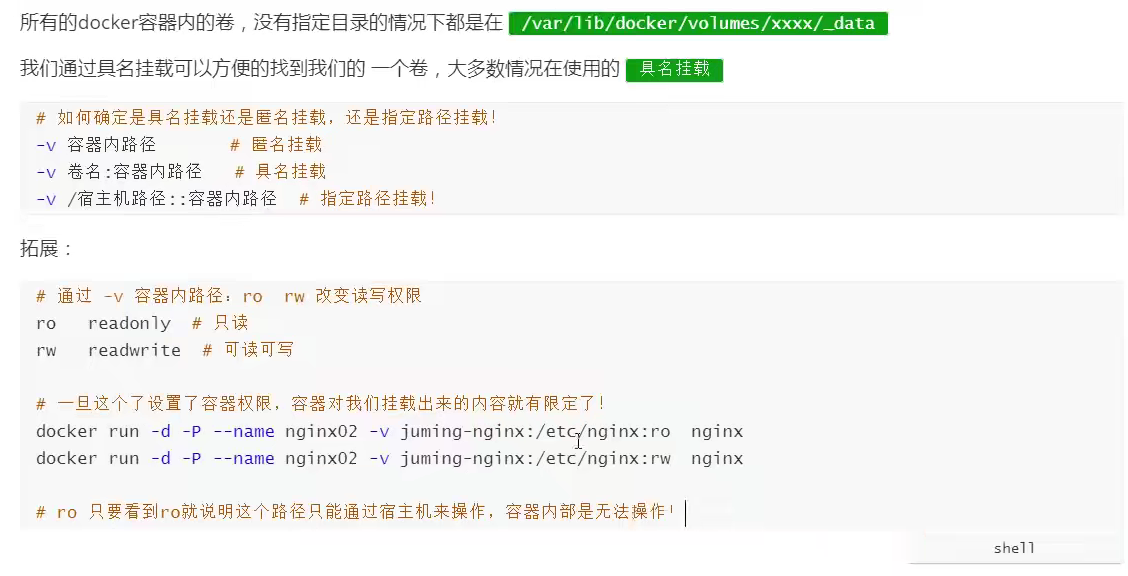 所有的docker容器内的卷，没有指定目录的情况下都是在 /var/lib/docker/volumes/xxxx/_data
我们通过具名挂载可以方便的找到我们的 一个卷，大多数情况在使用的 具名挂载
# 如何确定是具名挂载还是匿名挂载，还是指定路径挂载！
-v 容器内路径 # 匿名挂载
-v 卷名:容器内路径 # 具名挂载
-v /宿主机路径::容器内路径 # 指定路径挂载！
拓展：
# 通过 -v 容器内路径：ro rw 改变读写权限
ro readonly # 只读
rw readwrite # 可读可写
# 一旦这个了设置了容器权限，容器对我们挂载出来的内容就有限定了！
docker run -d -P --name nginx02 -v juming-nginx:/etc/nginx:ro nginx
docker run -d -P --name nginx02 -v juming-nginx:/etc/nginx:rw nginx
# ro 只要看到ro就说明这个路径只能通过宿主机来操作，容器内部是无法操作！
shell